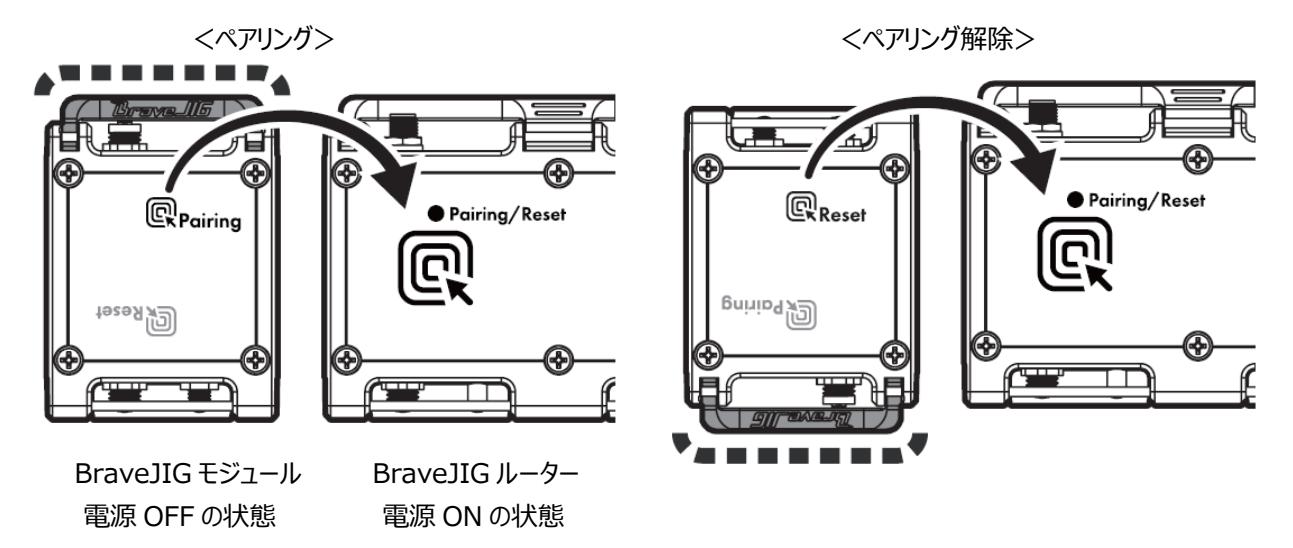 <ペアリング>
BraveJIG
Pairing
Reset
Pairing/Reset
BraveJIG モジュール
電源 OFF の状態
BraveJIG ルーター
電源 ON の状態
<ペアリング解除>
Reset
Pairing
BraveJIG
Pairing/Reset